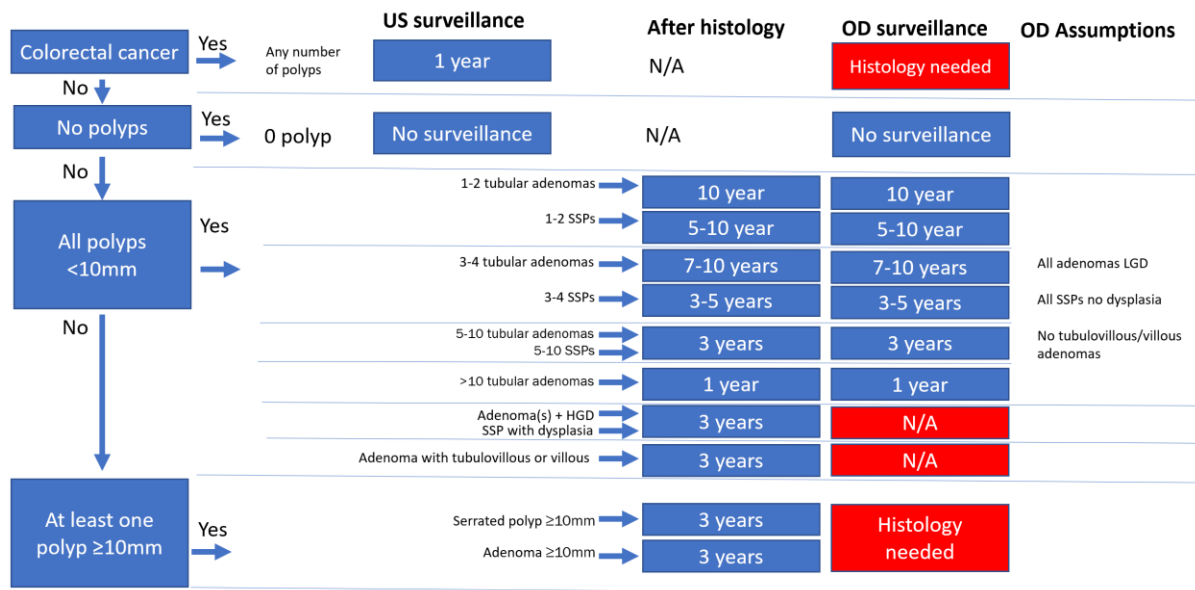 US surveillance
After histology
OD surveillance
OD Assumptions
Colorectal cancer
Yes
Any number
of polyps
1 year
N/A
Histology needed
No
No polyps
Yes
0 polyp
No surveillance
N/A
No surveillance
No
All polyps
<10mm
Yes
1-2 tubular adenomas
10 year
10 year
1-2 SSPs
5-10 year
5-10 year
3-4 tubular adenomas
7-10 years
7-10 years
All adenomas LGD
3-4 SSPs
3-5 years
3-5 years
All SSPs no dysplasia
No
5-10 tubular adenomas
5-10 SSPs
3 years
3 years
No tubulovillous/villous
adenomas
>10 tubular adenomas
1 year
1 year
Adenoma(s) + HGD
SSP with dysplasia
3 years
N/A
Adenoma with tubulovillous or villous
3 years
N/A
At least one
polyp ≥10mm
Yes
Serrated polyp ≥10mm
3 years
Adenoma ≥10mm
3 years
Histology
needed